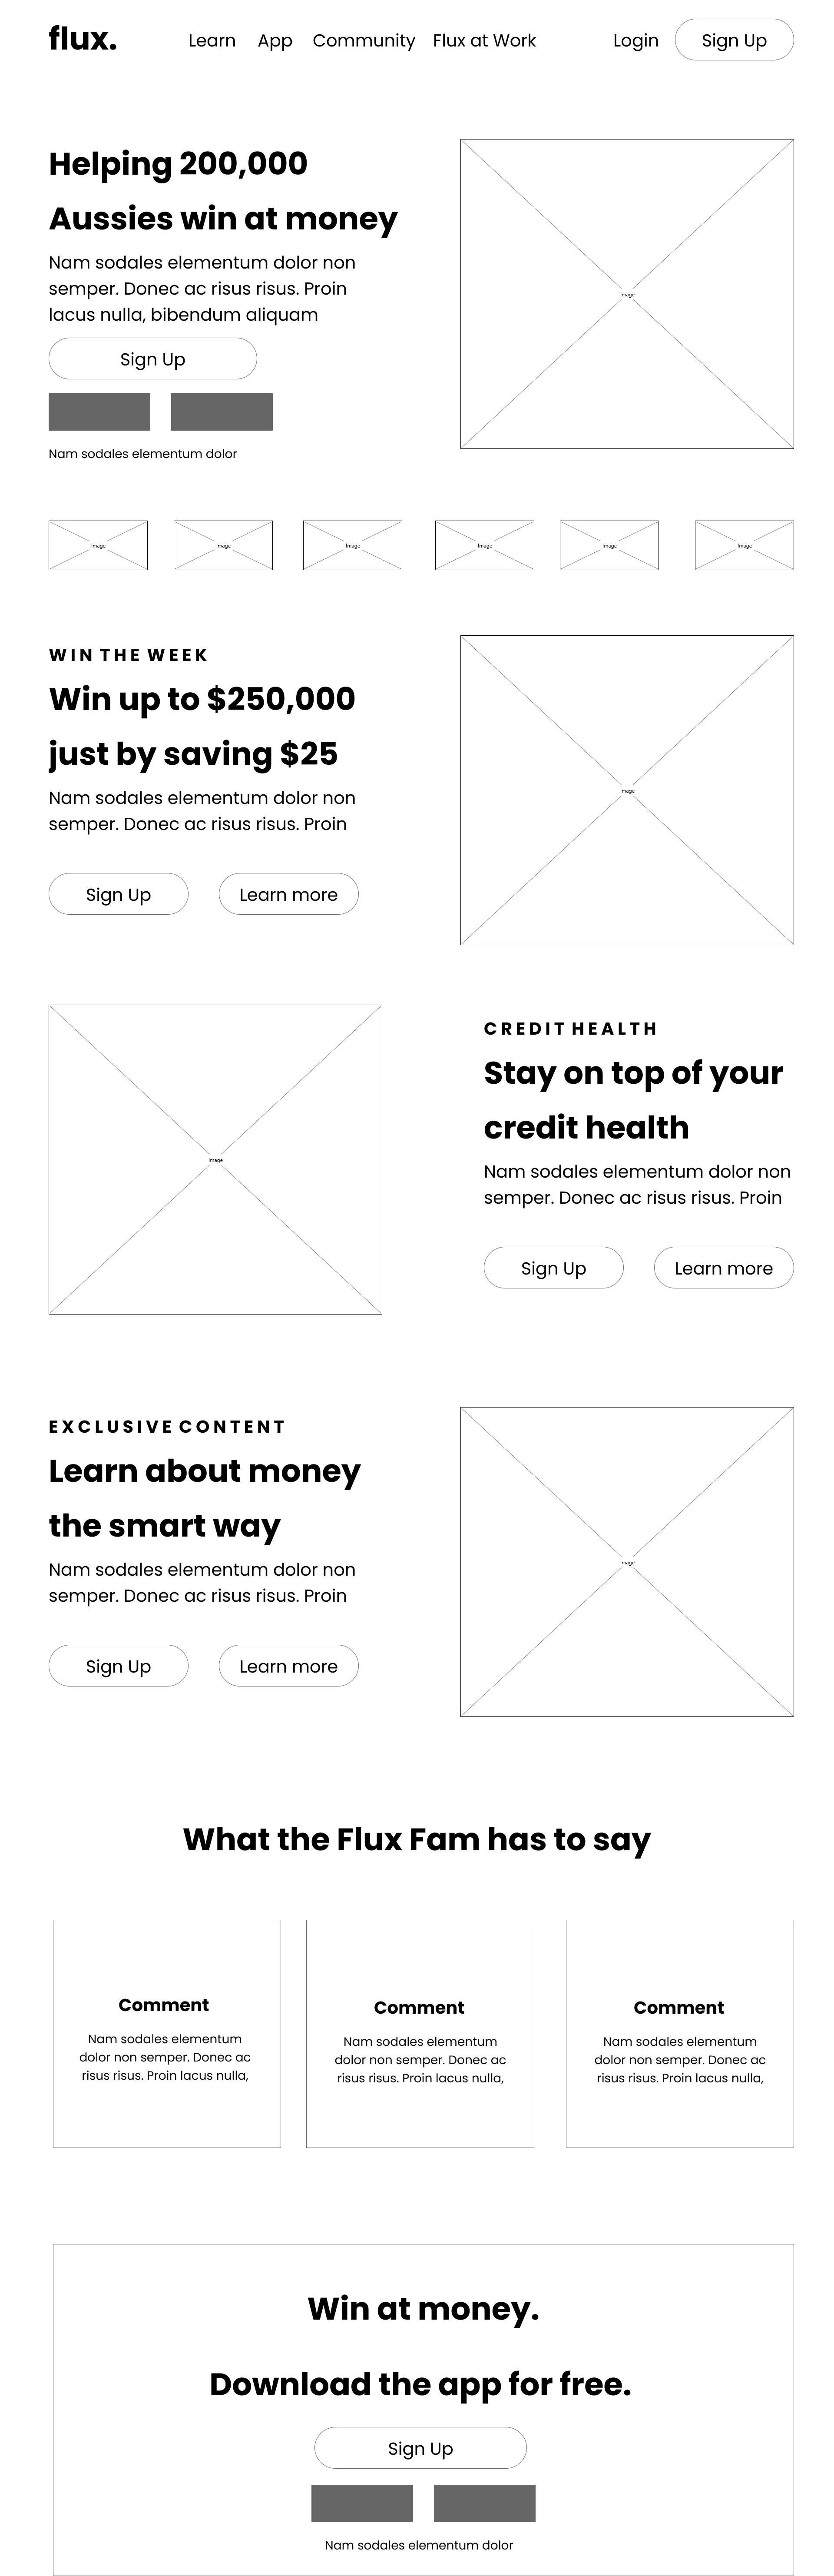 flux.
Learn App Community Flux at Work Login Sign Up
Helping 200,000
Aussies win at money
Nam sodales elementum dolor non
semper. Donec ac risus risus. Proin
lacus nulla, bibendum aliquam
Sign Up
Nam sodales elementum dolor
Image
Image Image Image Image Image Image
WIN THE WEEK
Win up to $250,000
just by saving $25
Nam sodales elementum dolor non
semper. Donec ac risus risus. Proin
Sign Up Learn more
Image
Image
CREDIT HEALTH
Stay on top of your
credit health
Nam sodales elementum dolor non
semper. Donec ac risus risus. Proin
Sign Up Learn more
EXCLUSIVE CONTENT
Learn about money
the smart way
Nam sodales elementum dolor non
semper. Donec ac risus risus. Proin
Sign Up Learn more
Image
What the Flux Fam has to say
Comment
Nam sodales elementum
dolor non semper. Donec ac
risus risus. Proin lacus nulla,
Comment
Nam sodales elementum
dolor non semper. Donec ac
risus risus. Proin lacus nulla,
Comment
Nam sodales elementum
dolor non semper. Donec ac
risus risus. Proin lacus nulla,
Win at money.
Download the app for free.
Sign Up
Nam sodales elementum dolor